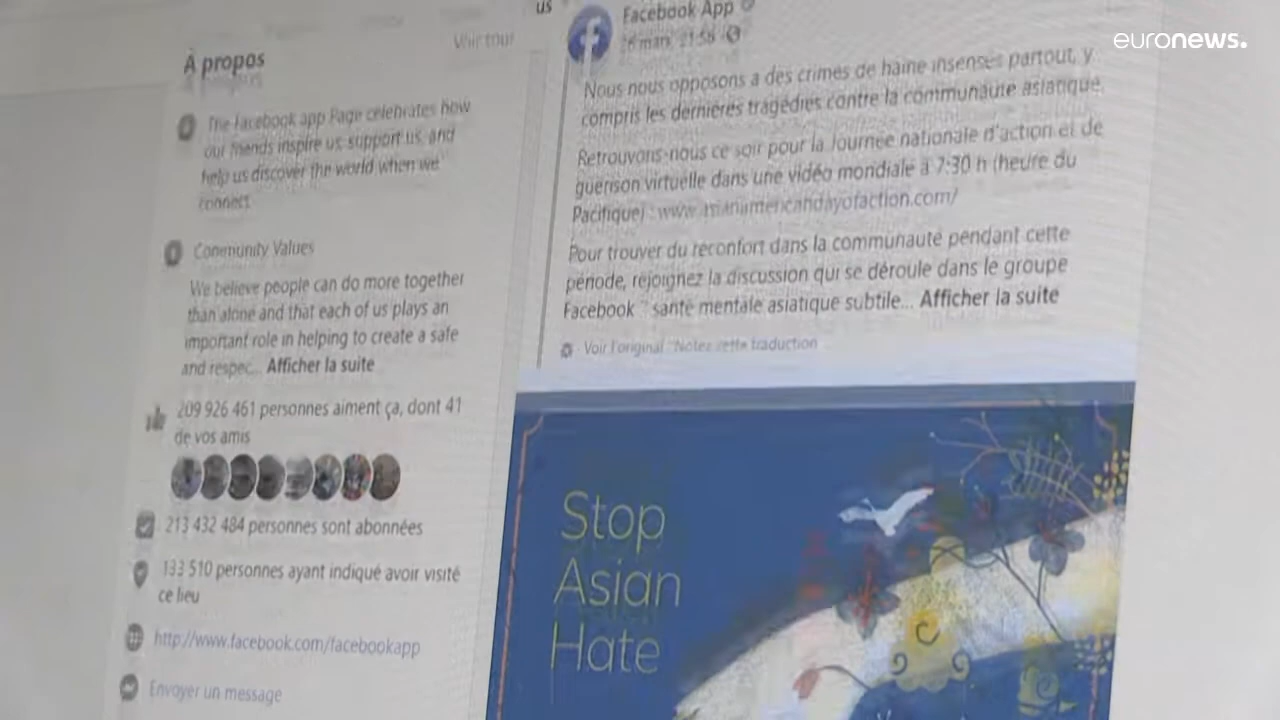 euronews.
us
Voir tout
À propos
The Facebook app Page celebrates how
our friends inspire us, support us, and
help us discover the world when we
connect.
Community Values
We believe people can do more together
than alone and that each of us plays an
important role in helping to create a safe
and respec... Afficher la suite
209 926 461 personnes aiment ça, dont 41
de vos amis
213 432 484 personnes sont abonnées
133 510 personnes ayant indiqué avoir visité
ce lieu
http://www.facebook.com/facebookapp
Envoyer un message
Facebook App
Nous nous opposons à des crimes de haine insensés partout, y
compris les dernières tragédies contre la communauté asiatique.
Retrouvons-nous ce soir pour la Journée nationale d'action et de
guérison virtuelle dans une vidéo mondiale à 7:30 h (heure du
Pacifique) : www.asianamericandayofaction.com/
Pour trouver du réconfort dans la communauté pendant cette
période, rejoignez la discussion qui se déroule dans le groupe
Facebook " santé mentale asiatique subtile... Afficher la suite
Voir l'original · Notez cette traduction
Stop
Asian
Hate